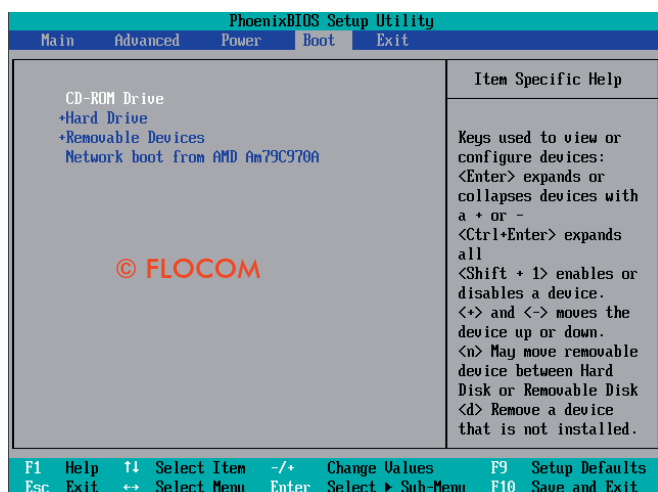 PhoenixBIOS Setup Utility
Main Advanced Power Boot Exit
CD-ROM Drive
+Hard Drive
+Removable Devices
Network boot from AMD Am79C970A
© FLOCOM
Item Specific Help
Keys used to view or
configure devices:
<Enter> expands or
collapses devices with
a + or -
<Ctrl+Enter> expands
all
<Shift + 1> enables or
disables a device.
<+> and <-> moves the
device up or down.
<n> May move removable
device between Hard
Disk or Removable Disk
<d> Remove a device
that is not installed.
F1 Help ↑↓ Select Item -/+ Change Values F9 Setup Defaults
Esc Exit ↔ Select Menu Enter Select ▶ Sub-Menu F10 Save and Exit